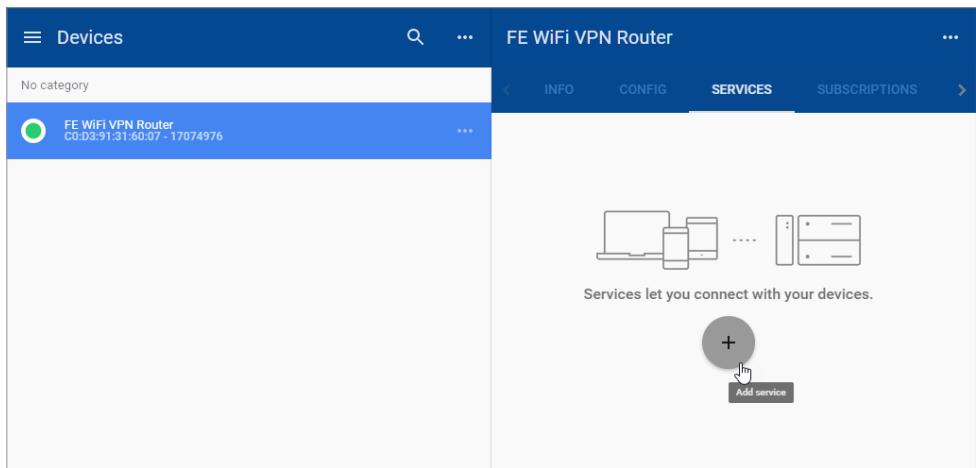 Devices
No category
FE WiFi VPN Router
C0:D3:91:31:60:07 - 17074976
FE WiFi VPN Router
INFO CONFIG SERVICES SUBSCRIPTIONS
Services let you connect with your devices.
Add service